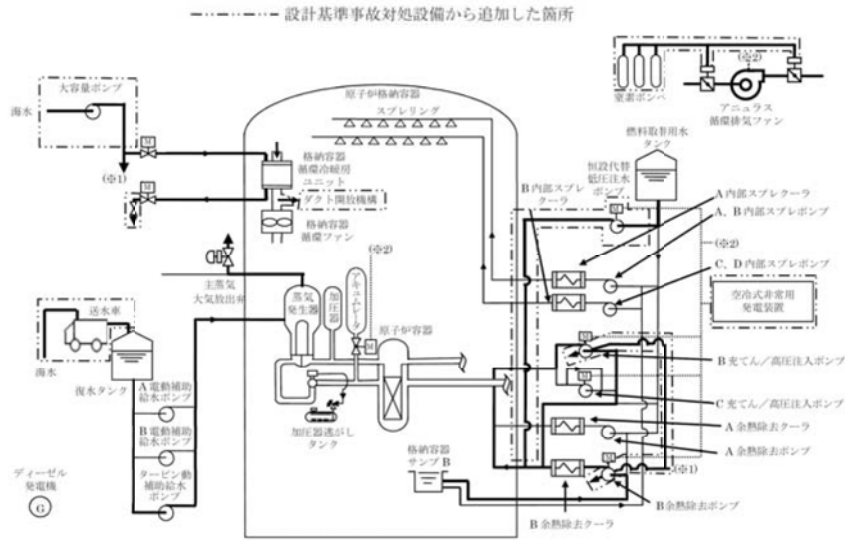 設計基準事故対処設備から追加した箇所
大容量ポンプ
海水
M
(※1)
M
原子炉格納容器
スプレリング
格納容器
循環冷暖房
ユニット
ダクト開放機構
格納容器
循環ファン
(※2)
窒素ボンベ
アニュラス
循環排気ファン
燃料取替用水
タンク
恒設代替
低圧注水
ポンプ
M
B内部スプレ
クーラ
A内部スプレクーラ
A、B内部スプレポンプ
(※2)
C、D内部スプレポンプ
空冷式非常用
発電装置
主蒸気
大気放出弁
(※2)
蒸気
発生器
加圧器
アキュムレータ
M
原子炉容器
加圧器逃がし
タンク
送水車
海水
復水タンク
A電動補助
給水ポンプ
B電動補助
給水ポンプ
タービン動
補助給水
ポンプ
ディーゼル
発電機
G
M
B充てん/高圧注入ポンプ
M
C充てん/高圧注入ポンプ
A余熱除去クーラ
A余熱除去ポンプ
M
(※1)
B余熱除去ポンプ
B余熱除去クーラ
格納容器
サンプB